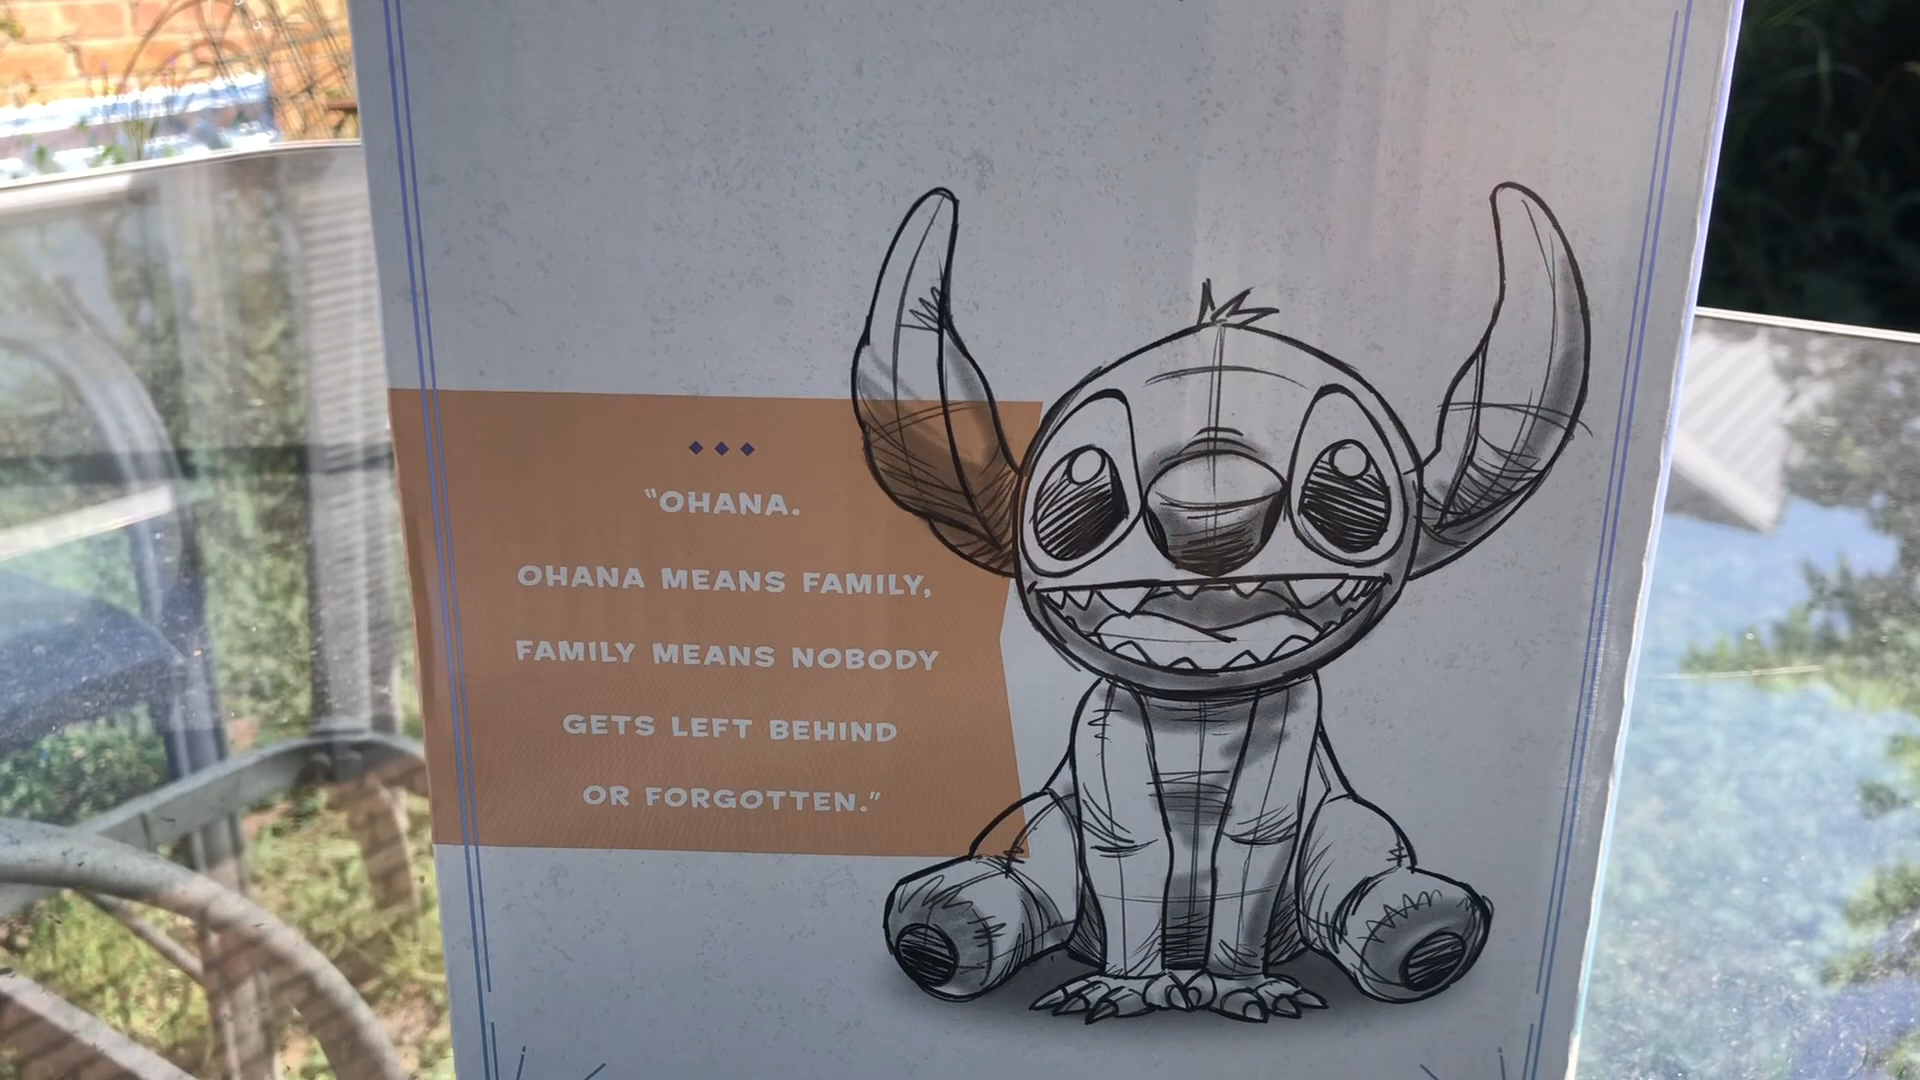 “OHANA.
OHANA MEANS FAMILY,
FAMILY MEANS NOBODY
GETS LEFT BEHIND
OR FORGOTTEN.”